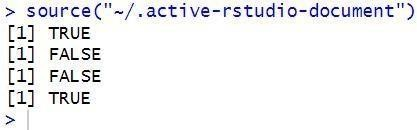 > source("~/.active-rstudio-document")
[1] TRUE
[1] FALSE
[1] FALSE
[1] TRUE
>